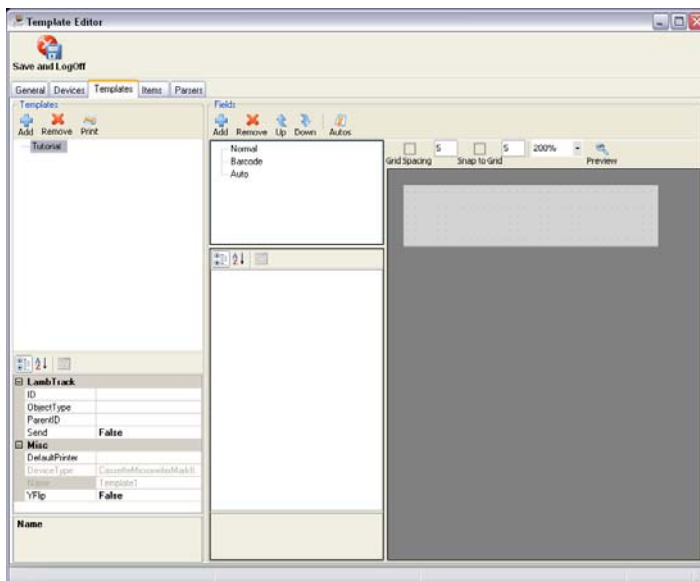 Template Editor
Save and LogOff
General Devices Templates Items Parsers
Templates
Add Remove Print
Tutorial
Fields
Add Remove Up Down Autos
Normal
Barcode
Auto
5 5 200%
Grid Spacing Snap to Grid Preview
LambTrack
ID
ObjectType
ParentID
Send False
Misc
DefaultPrinter
DeviceType CassetteMicrowriterMarkII
Name Template1
YFlip False
Name